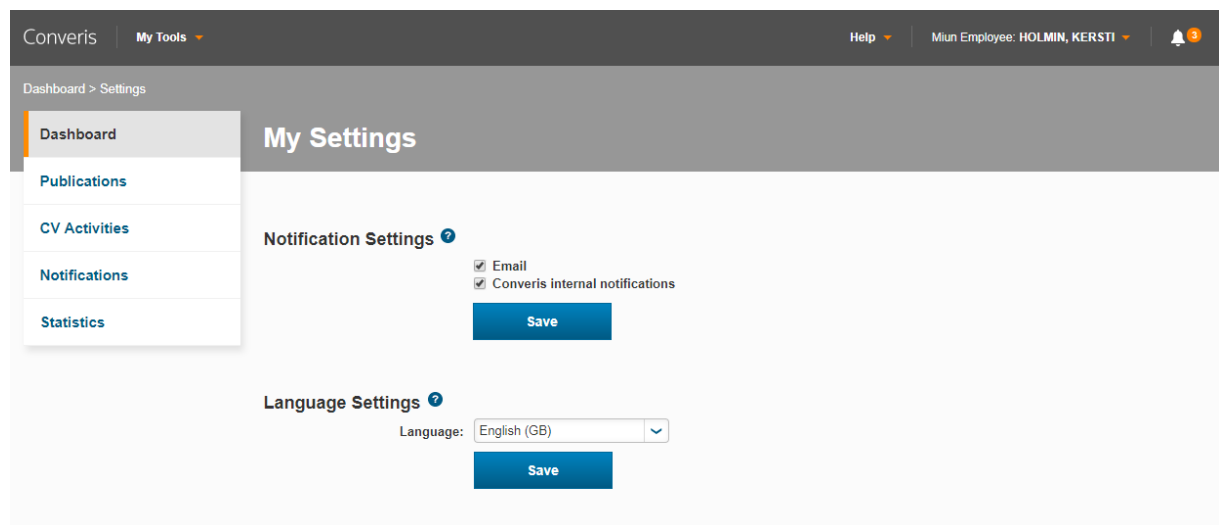 Converis My Tools Help Miun Employee: HOLMIN, KERSTI 3
Dashboard > Settings
Dashboard
My Settings
Publications
CV Activities
Notifications
Statistics
Notification Settings ?
Email
Converis internal notifications
Save
Language Settings ?
Language: English (GB)
Save